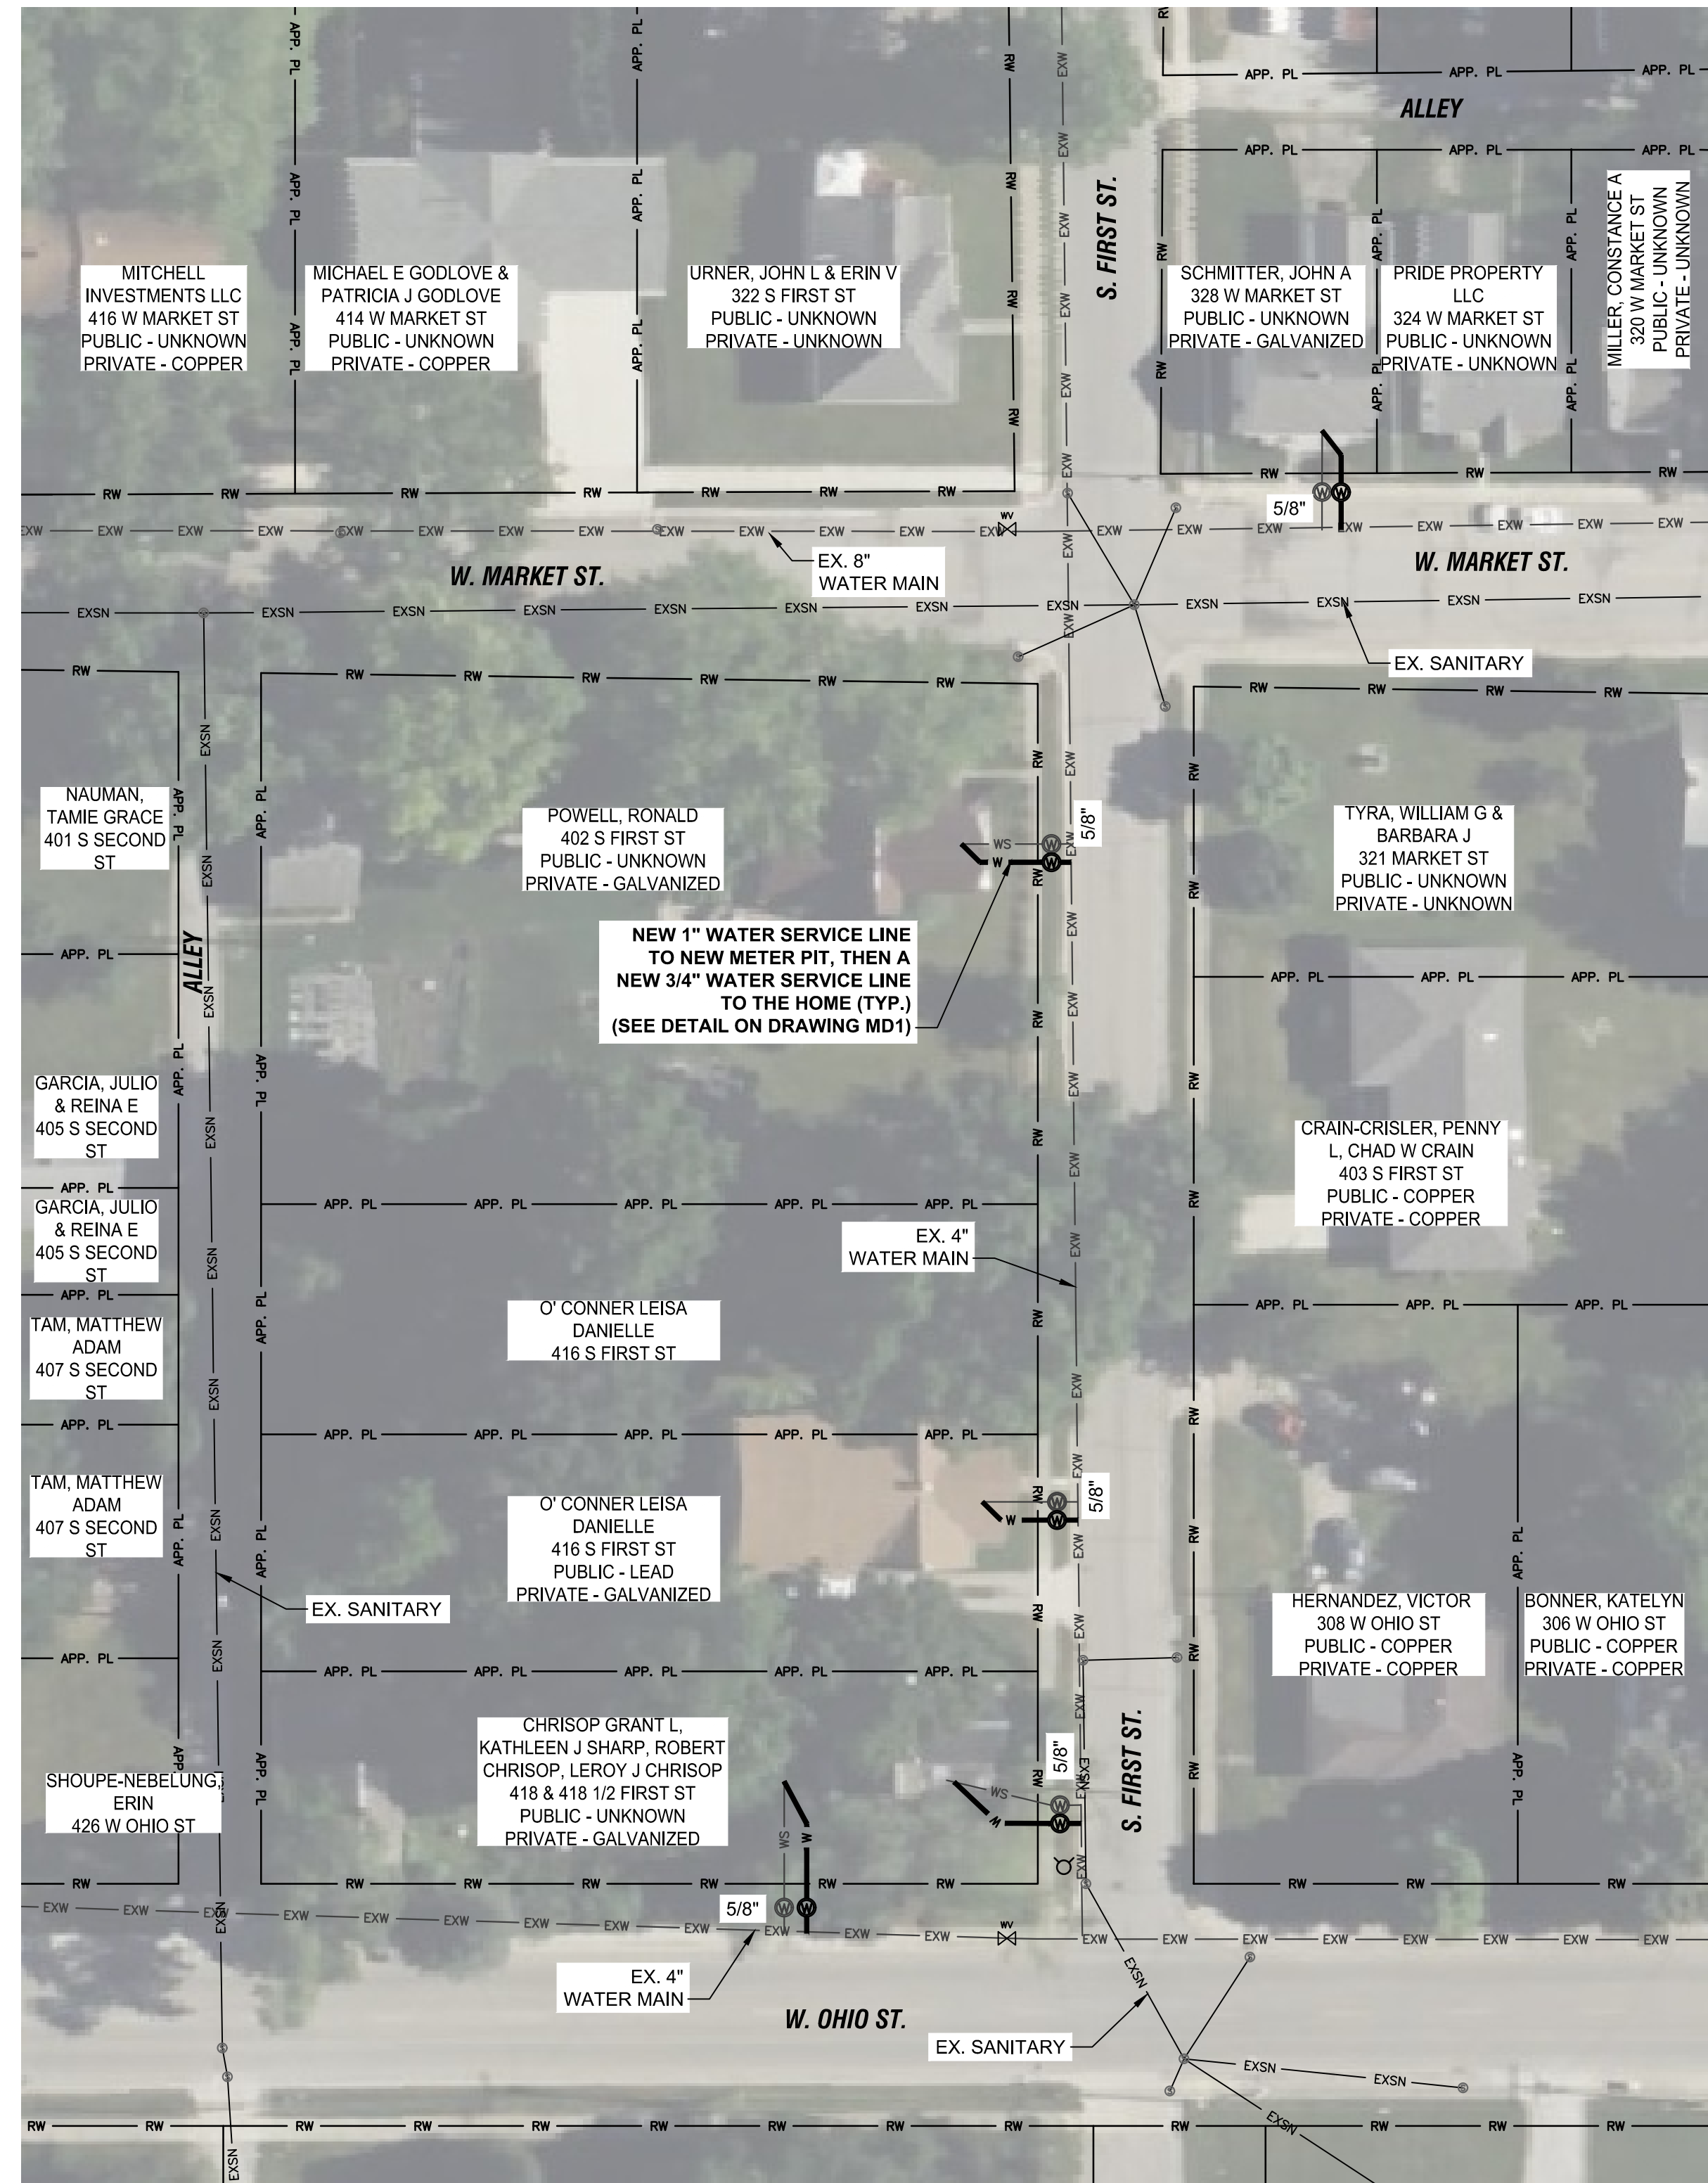 ALLEY
S. FIRST ST.
MITCHELL
INVESTMENTS LLC
416 W MARKET ST
PUBLIC - UNKNOWN
PRIVATE - COPPER
MICHAEL E GODLOVE &
PATRICIA J GODLOVE
414 W MARKET ST
PUBLIC - UNKNOWN
PRIVATE - COPPER
URNER, JOHN L & ERIN V
322 S FIRST ST
PUBLIC - UNKNOWN
PRIVATE - UNKNOWN
SCHMITTER, JOHN A
328 W MARKET ST
PUBLIC - UNKNOWN
PRIVATE - GALVANIZED
PRIDE PROPERTY
LLC
324 W MARKET ST
PUBLIC - UNKNOWN
PRIVATE - UNKNOWN
MILLER, CONSTANCE A
320 W MARKET ST
PUBLIC - UNKNOWN
PRIVATE - UNKNOWN
5/8"
WV
EX. 8"
WATER MAIN
W. MARKET ST.
W. MARKET ST.
EX. SANITARY
NAUMAN,
TAMIE GRACE
401 S SECOND
ST
POWELL, RONALD
402 S FIRST ST
PUBLIC - UNKNOWN
PRIVATE - GALVANIZED
WS
W
5/8"
TYRA, WILLIAM G &
BARBARA J
321 MARKET ST
PUBLIC - UNKNOWN
PRIVATE - UNKNOWN
NEW 1" WATER SERVICE LINE
TO NEW METER PIT, THEN A
NEW 3/4" WATER SERVICE LINE
TO THE HOME (TYP.)
(SEE DETAIL ON DRAWING MD1)
ALLEY
GARCIA, JULIO
& REINA E
405 S SECOND
ST
GARCIA, JULIO
& REINA E
405 S SECOND
ST
CRAIN-CRISLER, PENNY
L, CHAD W CRAIN
403 S FIRST ST
PUBLIC - COPPER
PRIVATE - COPPER
EX. 4"
WATER MAIN
TAM, MATTHEW
ADAM
407 S SECOND
ST
O' CONNER LEISA
DANIELLE
416 S FIRST ST
TAM, MATTHEW
ADAM
407 S SECOND
ST
O' CONNER LEISA
DANIELLE
416 S FIRST ST
PUBLIC - LEAD
PRIVATE - GALVANIZED
5/8"
W
EX. SANITARY
HERNANDEZ, VICTOR
308 W OHIO ST
PUBLIC - COPPER
PRIVATE - COPPER
BONNER, KATELYN
306 W OHIO ST
PUBLIC - COPPER
PRIVATE - COPPER
SHOUPE-NEBELUNG,
ERIN
426 W OHIO ST
CHRISOP GRANT L,
KATHLEEN J SHARP, ROBERT
CHRISOP, LEROY J CHRISOP
418 & 418 1/2 FIRST ST
PUBLIC - UNKNOWN
PRIVATE - GALVANIZED
5/8"
WS
W
S. FIRST ST.
WS
W
5/8"
WV
EX. 4"
WATER MAIN
W. OHIO ST.
EX. SANITARY
RW
EXW
EXSN
APP. PL